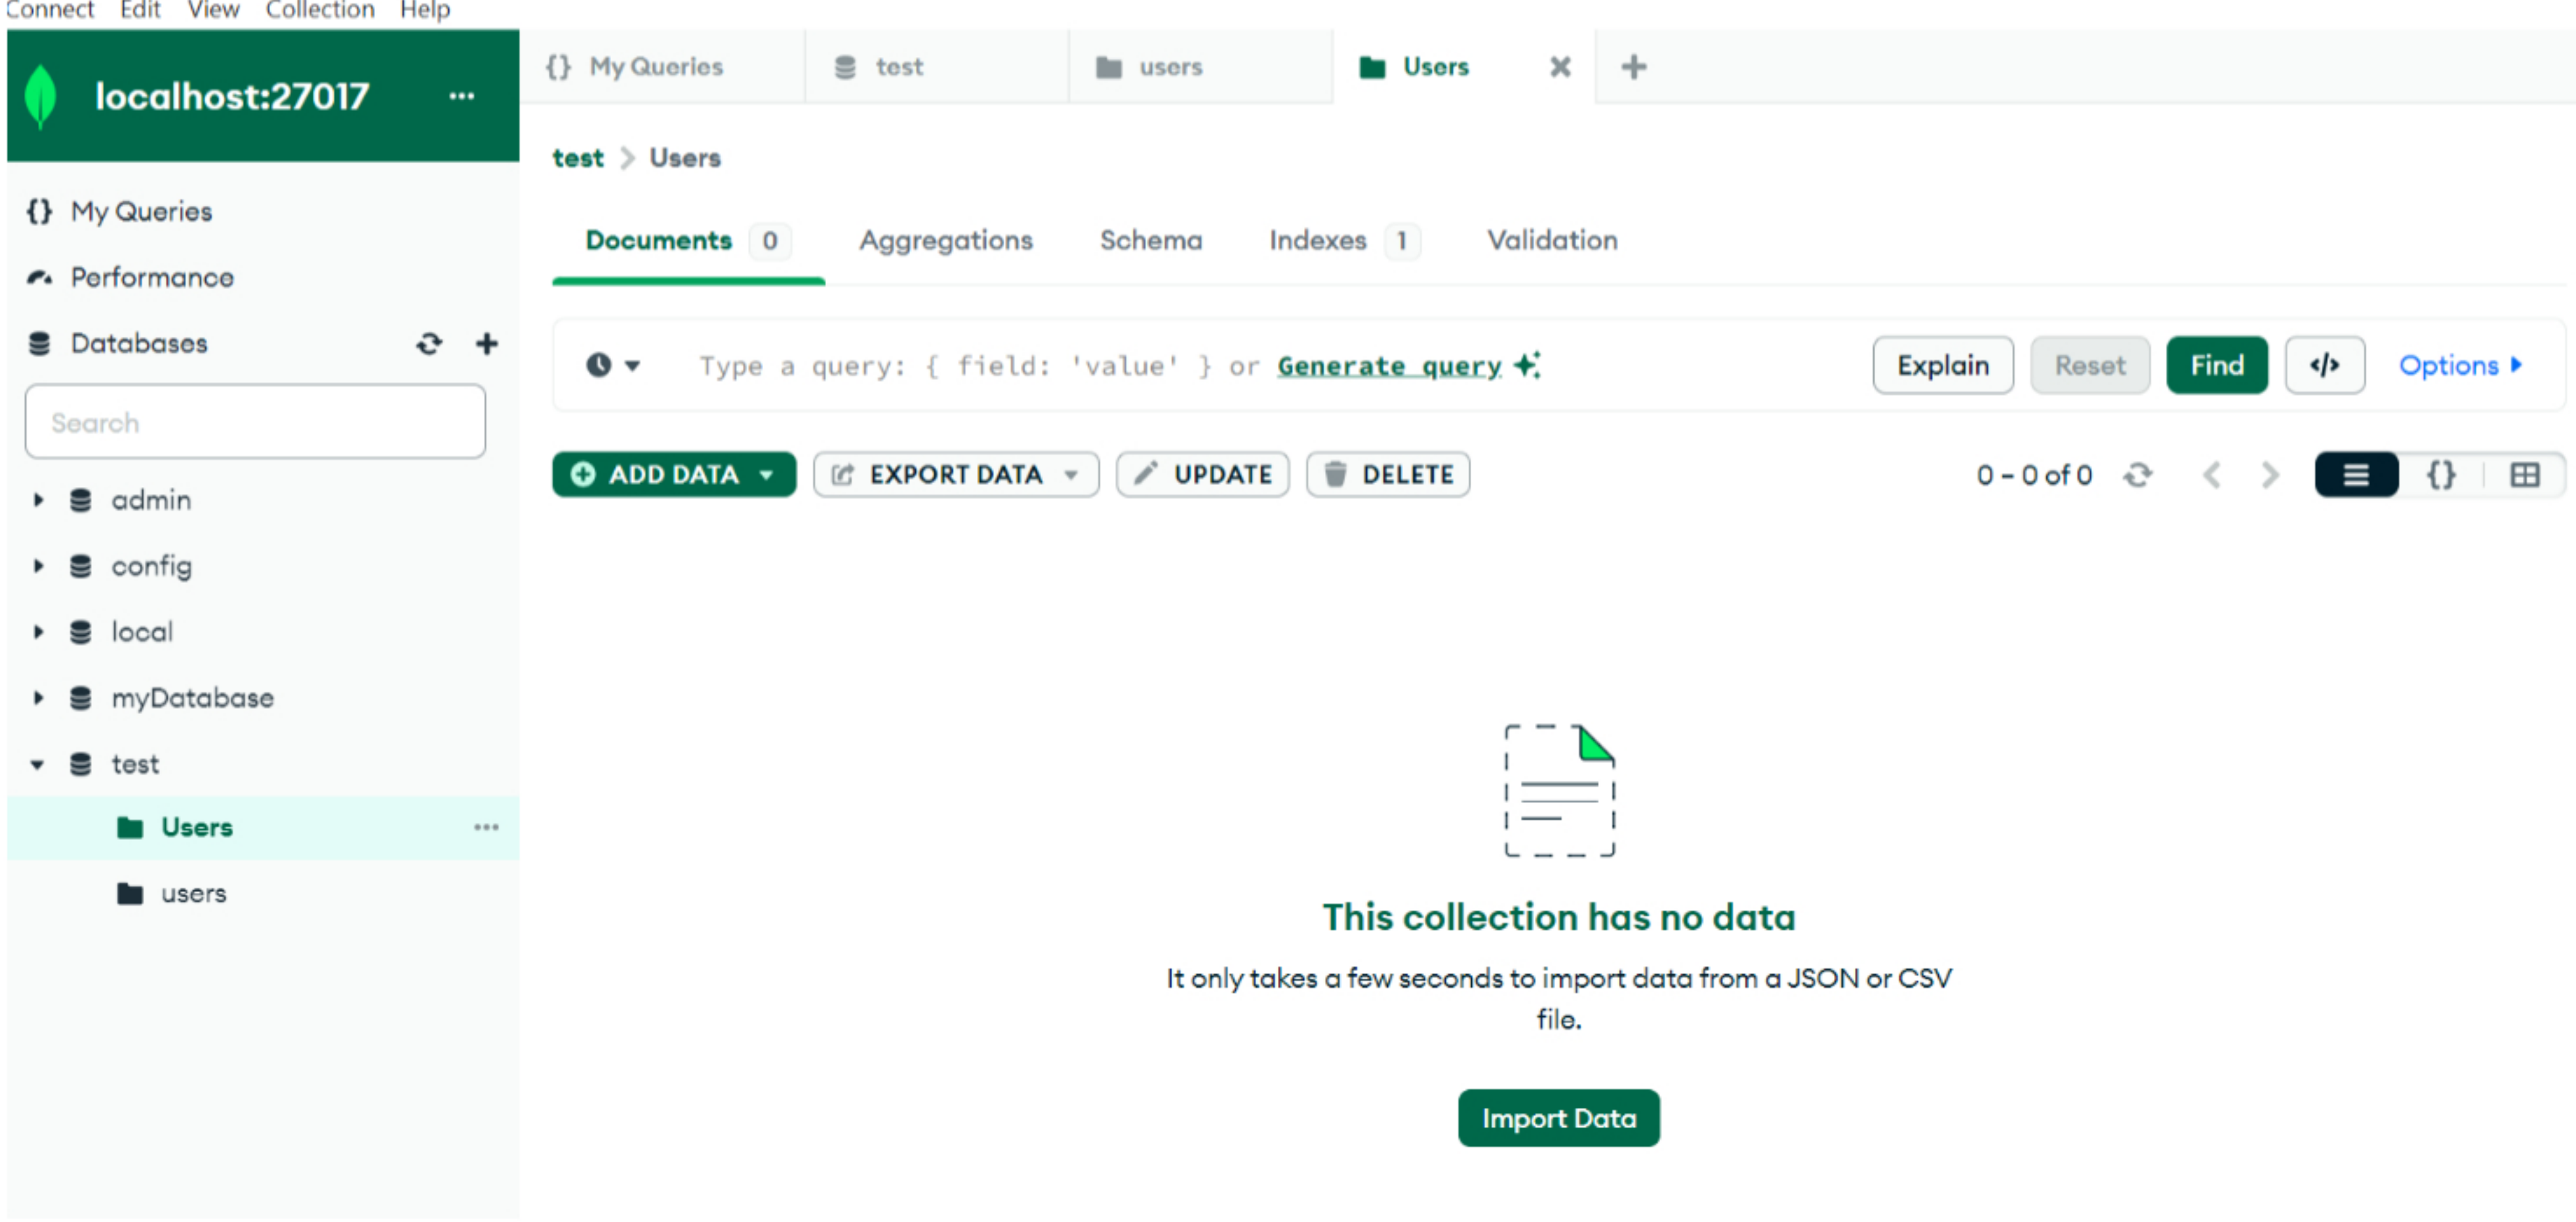 Connect Edit View Collection Help
localhost:27017 ...
{} My Queries
Performance
Databases
Search
admin
config
local
myDatabase
test
Users ...
users
{} My Queries test users Users
test > Users
Documents 0 Aggregations Schema Indexes 1 Validation
Type a query: { field: 'value' } or Generate query
Explain Reset Find </> Options
ADD DATA EXPORT DATA UPDATE DELETE
0 – 0 of 0 {}
This collection has no data
It only takes a few seconds to import data from a JSON or CSV
file.
Import Data